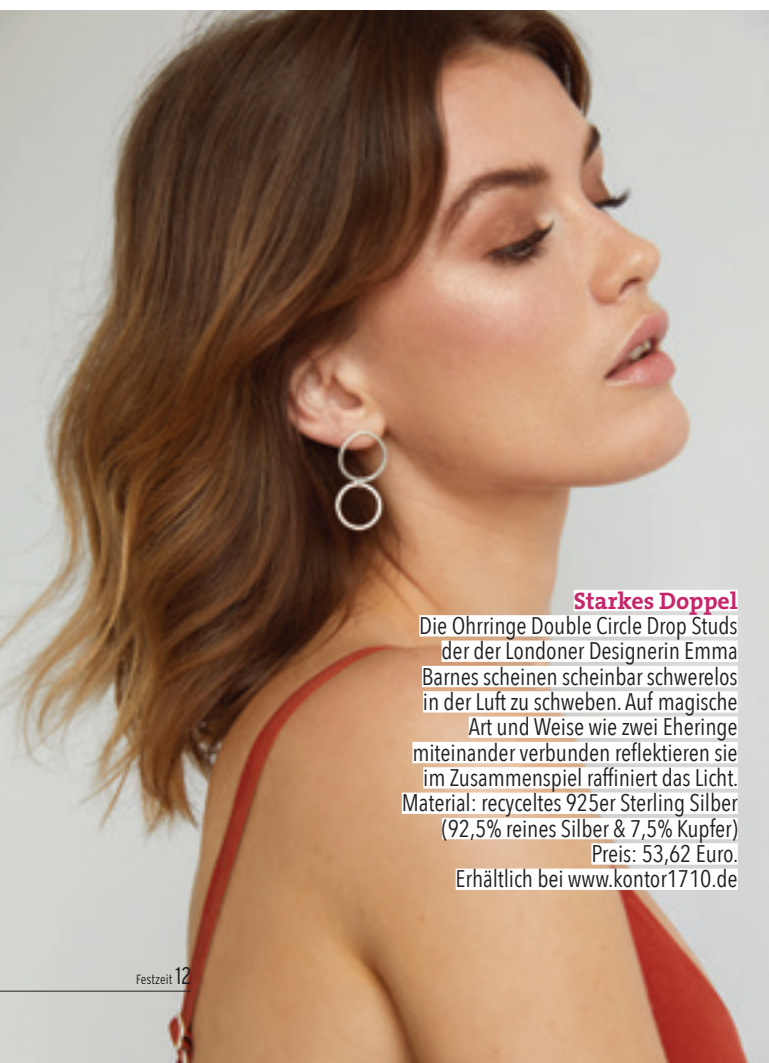 Starkes Doppel
Die Ohrringe Double Circle Drop Studs
der der Londoner Designerin Emma
Barnes scheinen scheinbar schwerelos
in der Luft zu schweben. Auf magische
Art und Weise wie zwei Eheringe
miteinander verbunden reflektieren sie
im Zusammenspiel raffiniert das Licht.
Material: recyceltes 925er Sterling Silber
(92,5% reines Silber & 7,5% Kupfer)
Preis: 53,62 Euro.
Erhältlich bei www.kontor1710.de
Festzeit 12